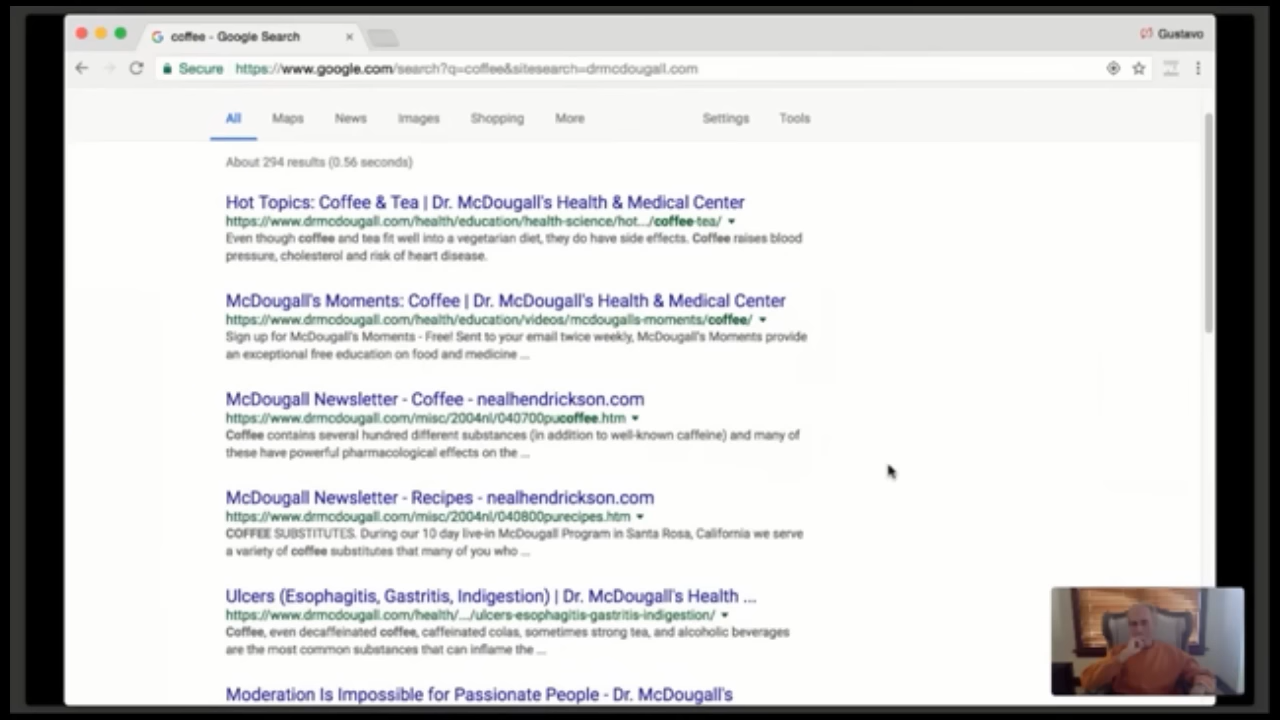 coffee - Google Search
Gustavo
Secure https://www.google.com/search?q=coffee&sitesearch=drmcdougall.com
All Maps News Images Shopping More Settings Tools
About 294 results (0.56 seconds)
Hot Topics: Coffee & Tea | Dr. McDougall's Health & Medical Center
https://www.drmcdougall.com/health/education/health-science/hot.../coffee-tea/
Even though coffee and tea fit well into a vegetarian diet, they do have side effects. Coffee raises blood
pressure, cholesterol and risk of heart disease.
McDougall's Moments: Coffee | Dr. McDougall's Health & Medical Center
https://www.drmcdougall.com/health/education/videos/mcdougalls-moments/coffee/
Sign up for McDougall's Moments - Free! Sent to your email twice weekly, McDougall's Moments provide
an exceptional free education on food and medicine ...
McDougall Newsletter - Coffee - nealhendrickson.com
https://www.drmcdougall.com/misc/2004nl/040700pucoffee.htm
Coffee contains several hundred different substances (in addition to well-known caffeine) and many of
these have powerful pharmacological effects on the ...
McDougall Newsletter - Recipes - nealhendrickson.com
https://www.drmcdougall.com/misc/2004nl/040800purecipes.htm
COFFEE SUBSTITUTES. During our 10 day live-in McDougall Program in Santa Rosa, California we serve
a variety of coffee substitutes that many of you who ...
Ulcers (Esophagitis, Gastritis, Indigestion) | Dr. McDougall's Health ...
https://www.drmcdougall.com/health/.../ulcers-esophagitis-gastritis-indigestion/
Coffee, even decaffeinated coffee, caffeinated colas, sometimes strong tea, and alcoholic beverages
are the most common substances that can inflame the ...
Moderation Is Impossible for Passionate People - Dr. McDougall's